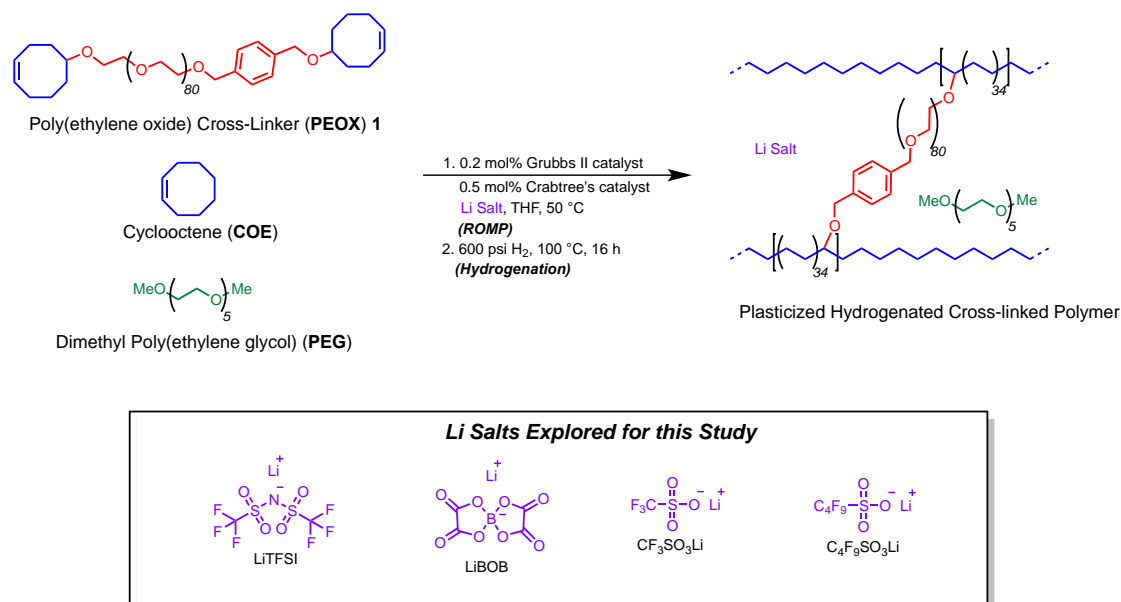 O
O
O
O
80
Poly(ethylene oxide) Cross-Linker (PEOX) 1
Cyclooctene (COE)
MeO
O
Me
5
Dimethyl Poly(ethylene glycol) (PEG)
1. 0.2 mol% Grubbs II catalyst
0.5 mol% Crabtree's catalyst
Li Salt, THF, 50 °C
(ROMP)
2. 600 psi H2, 100 °C, 16 h
(Hydrogenation)
34
O
O
80
Li Salt
O
MeO
O
Me
5
34
Plasticized Hydrogenated Cross-linked Polymer
Li Salts Explored for this Study
Li+
O
N−
O
S
S
O
O
F
F
F
F
F
F
LiTFSI
Li+
O
O
O
O
B−
O
O
O
O
LiBOB
O
F3C
S
O−
Li+
O
CF3SO3Li
O
C4F9
S
O−
Li+
O
C4F9SO3Li